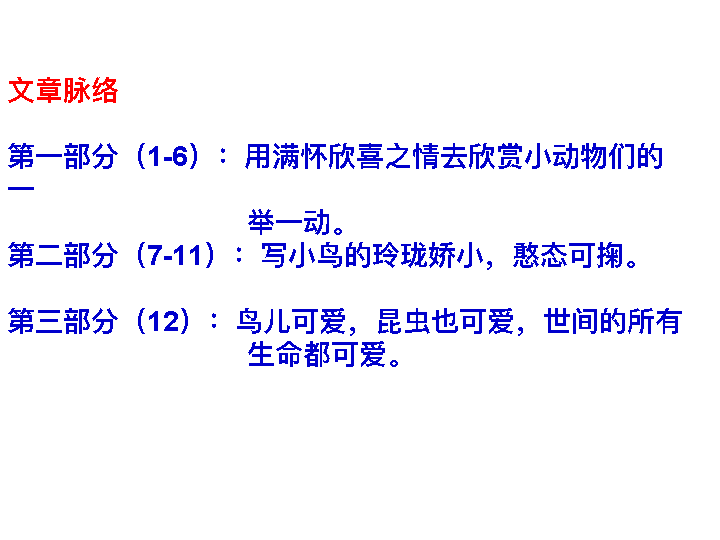 文章脉络
第一部分（1-6）：用满怀欣喜之情去欣赏小动物们的
一
举一动。
第二部分（7-11）：写小鸟的玲珑娇小，憨态可掬。
第三部分（12）：鸟儿可爱，昆虫也可爱，世间的所有
生命都可爱。